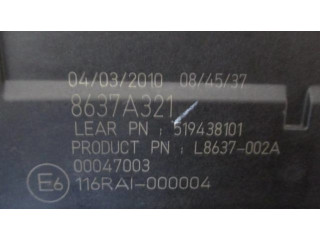 04/03/2010 08/45/37
8637A321
LEAR PN : 519438101
PRODUCT PN : L8637-002A
00047003
E6 116RAI-000004